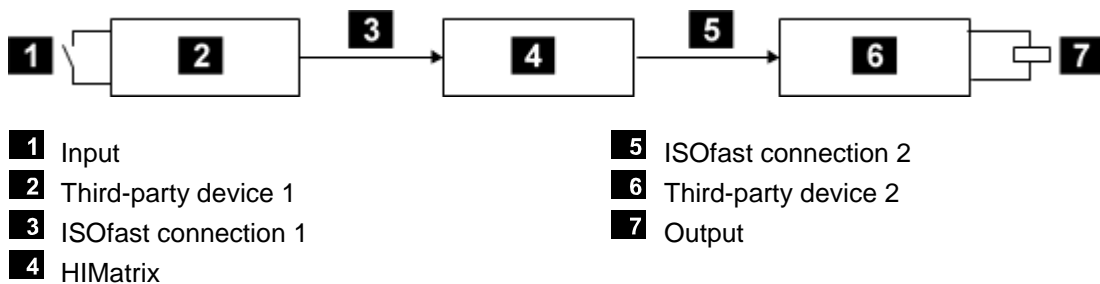 1 2 3 4 5 6 7
1 Input
2 Third-party device 1
3 ISOfast connection 1
4 HIMatrix
5 ISOfast connection 2
6 Third-party device 2
7 Output